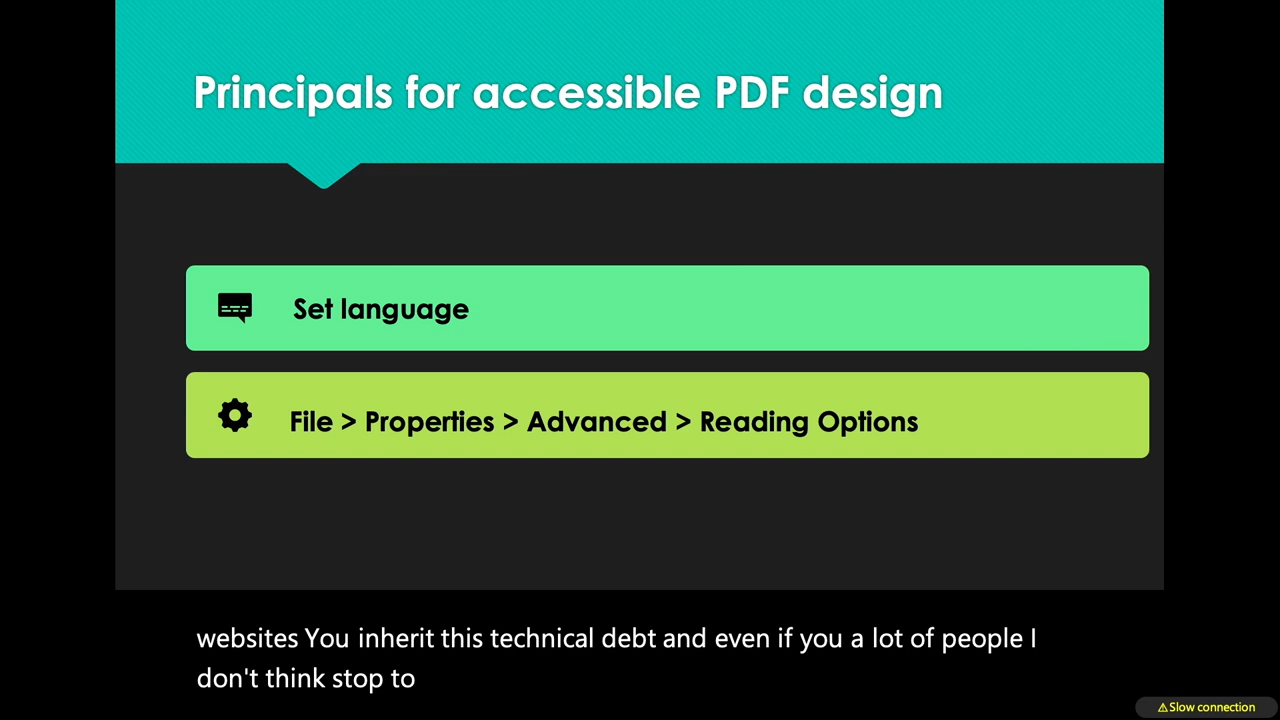 Principals for accessible PDF design
Set language
File > Properties > Advanced > Reading Options
websites You inherit this technical debt and even if you a lot of people I
don't think stop to
⚠Slow connection